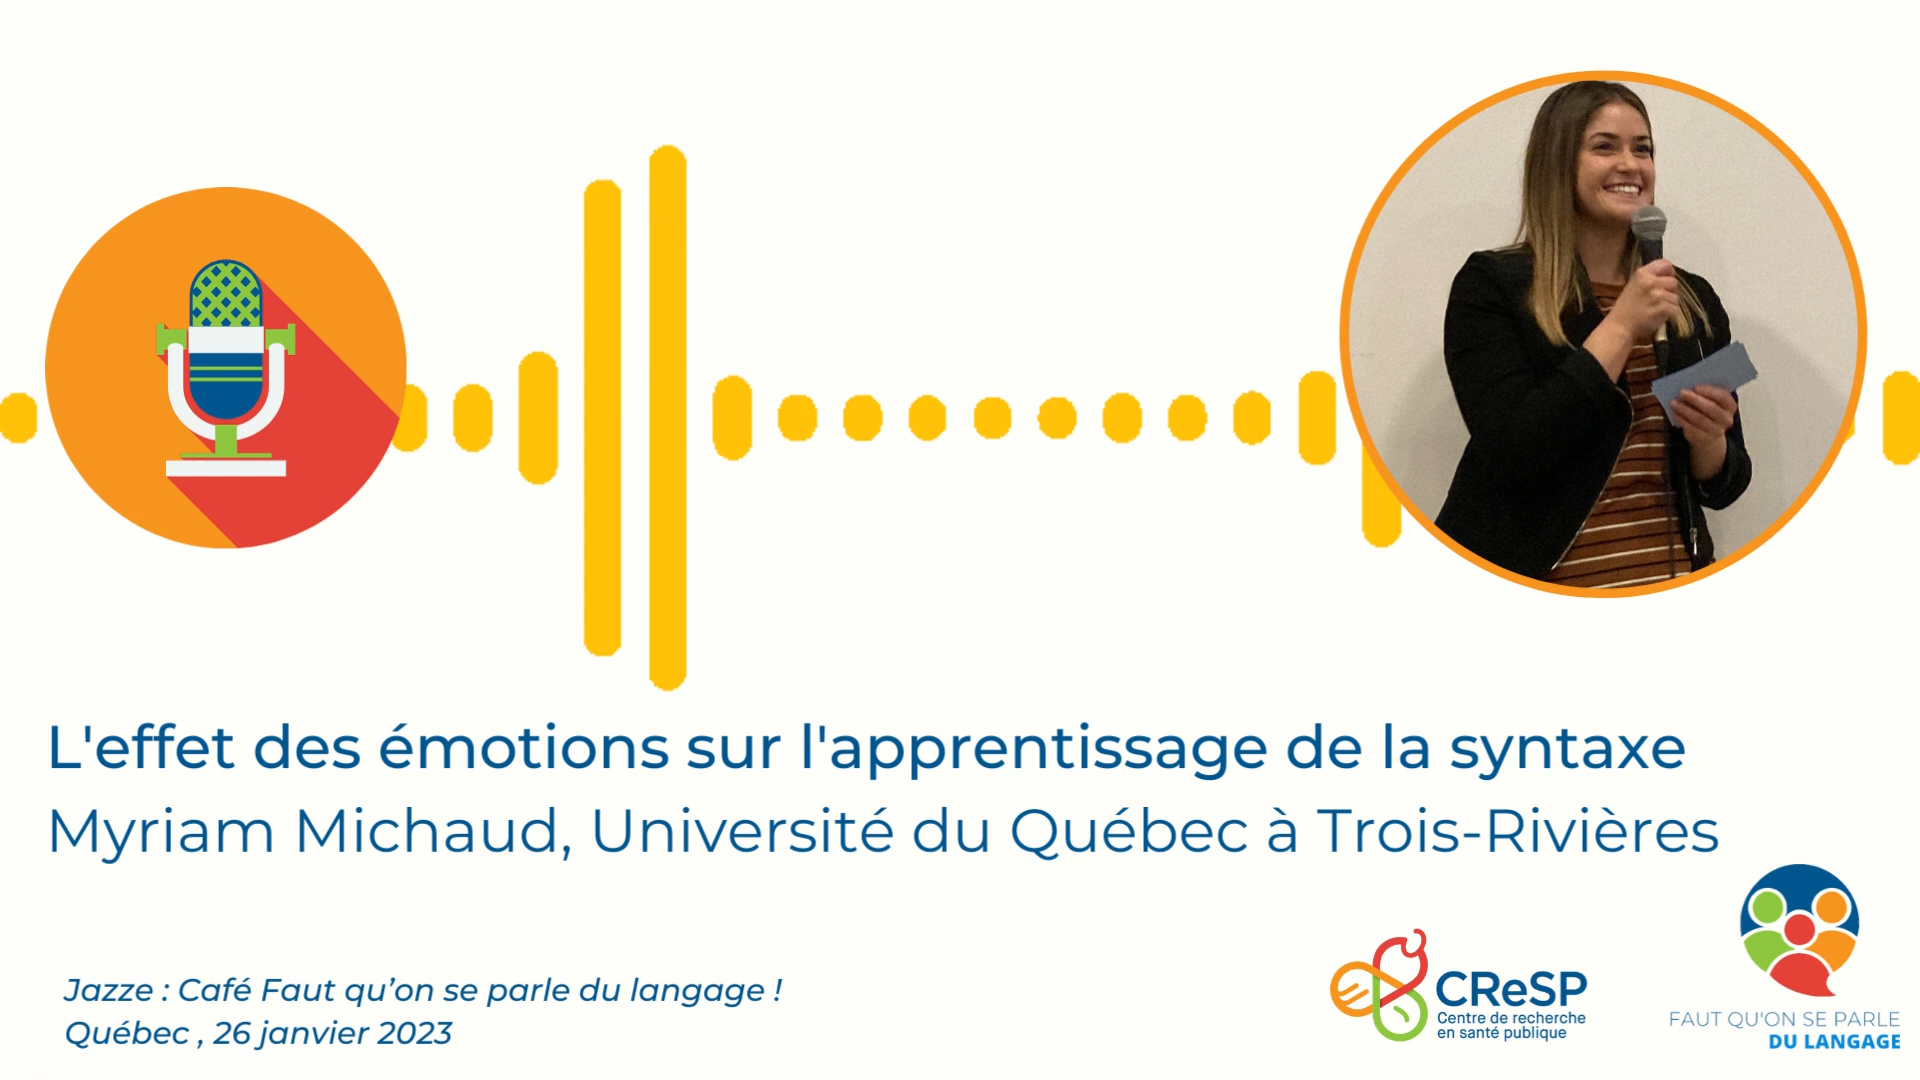 L'effet des émotions sur l'apprentissage de la syntaxe
Myriam Michaud, Université du Québec à Trois-Rivières
Jazze : Café Faut qu’on se parle du langage !
Québec , 26 janvier 2023
CReSP
Centre de recherche
en santé publique
FAUT QU'ON SE PARLE
DU LANGAGE